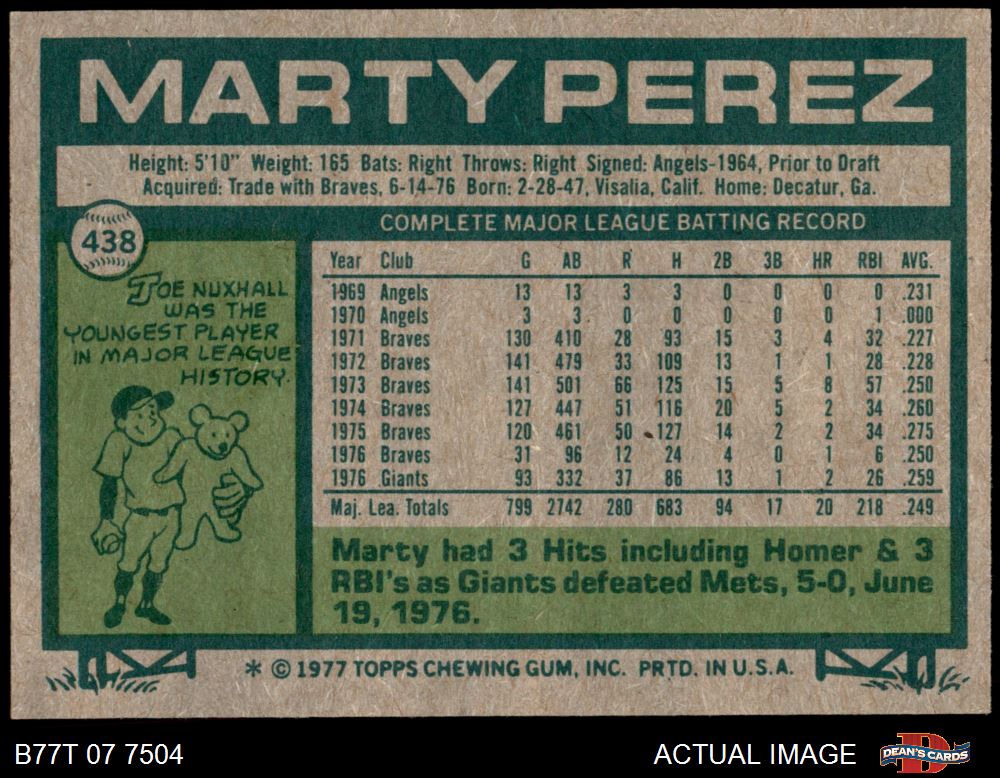 MARTY PEREZ
Height: 5'10" Weight: 165 Bats: Right Throws: Right Signed: Angels-1964, Prior to Draft
Acquired: Trade with Braves, 6-14-76 Born: 2-28-47, Visalia, Calif. Home: Decatur, Ga.
COMPLETE MAJOR LEAGUE BATTING RECORD
438
JOE NUXHALL
WAS THE
YOUNGEST PLAYER
IN MAJOR LEAGUE
HISTORY.
Year Club G AB R H 2B 3B HR RBI AVG.
1969 Angels 13 13 3 3 0 0 0 0 .231
1970 Angels 3 3 0 0 0 0 0 1 .000
1971 Braves 130 410 28 93 15 3 4 32 .227
1972 Braves 141 479 33 109 13 1 1 28 .228
1973 Braves 141 501 66 125 15 5 8 57 .250
1974 Braves 127 447 51 116 20 5 2 34 .260
1975 Braves 120 461 50 127 14 2 2 34 .275
1976 Braves 31 96 12 24 4 0 1 6 .250
1976 Giants 93 332 37 86 13 1 2 26 .259
Maj. Lea. Totals 799 2742 280 683 94 17 20 218 .249
Marty had 3 Hits including Homer & 3
RBI's as Giants defeated Mets, 5-0, June
19, 1976.
* © 1977 TOPPS CHEWING GUM, INC. PRTD. IN U.S.A.
B77T 07 7504
ACTUAL IMAGE
D
DEAN'S CARDS